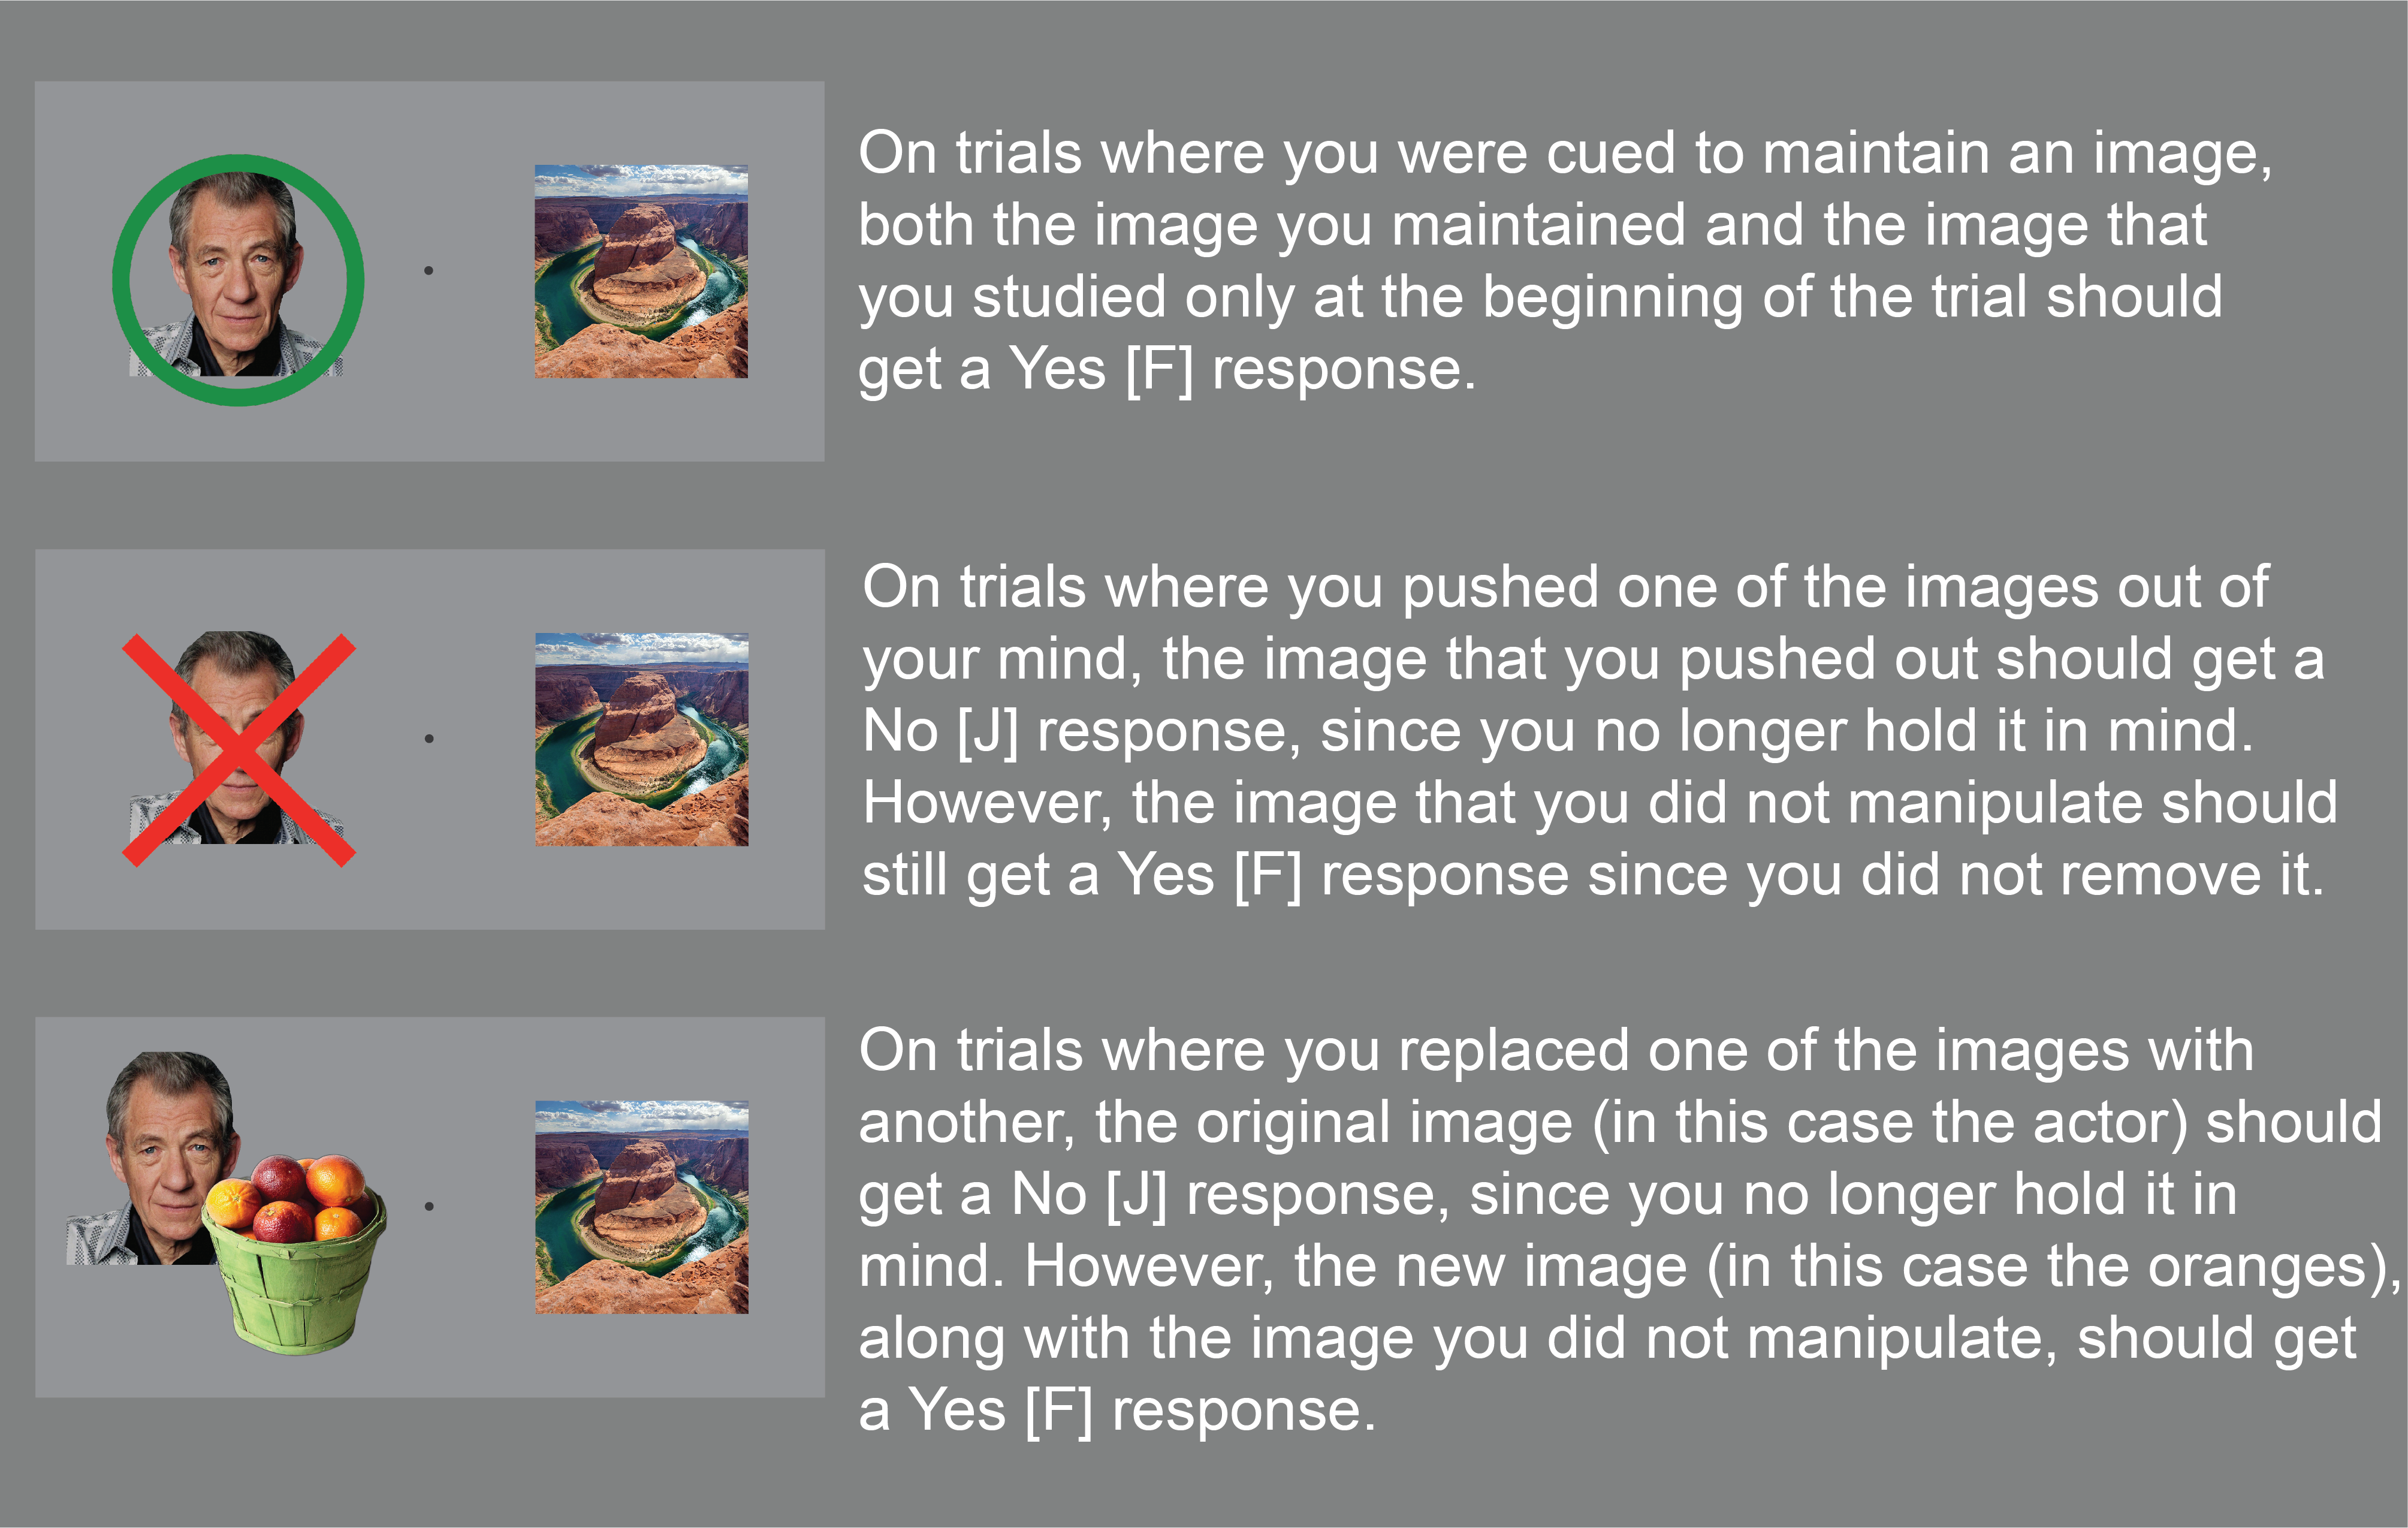 On trials where you were cued to maintain an image,
both the image you maintained and the image that
you studied only at the beginning of the trial should
get a Yes [F] response.
On trials where you pushed one of the images out of
your mind, the image that you pushed out should get a
No [J] response, since you no longer hold it in mind.
However, the image that you did not manipulate should
still get a Yes [F] response since you did not remove it.
On trials where you replaced one of the images with
another, the original image (in this case the actor) should
get a No [J] response, since you no longer hold it in
mind. However, the new image (in this case the oranges),
along with the image you did not manipulate, should get
a Yes [F] response.